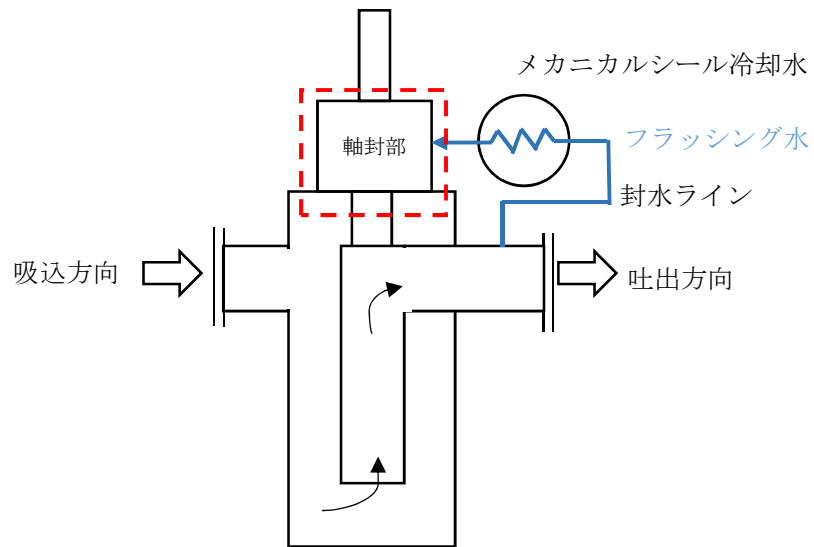 メカニカルシール冷却水
フラッシング水
軸封部
封水ライン
吸込方向
吐出方向